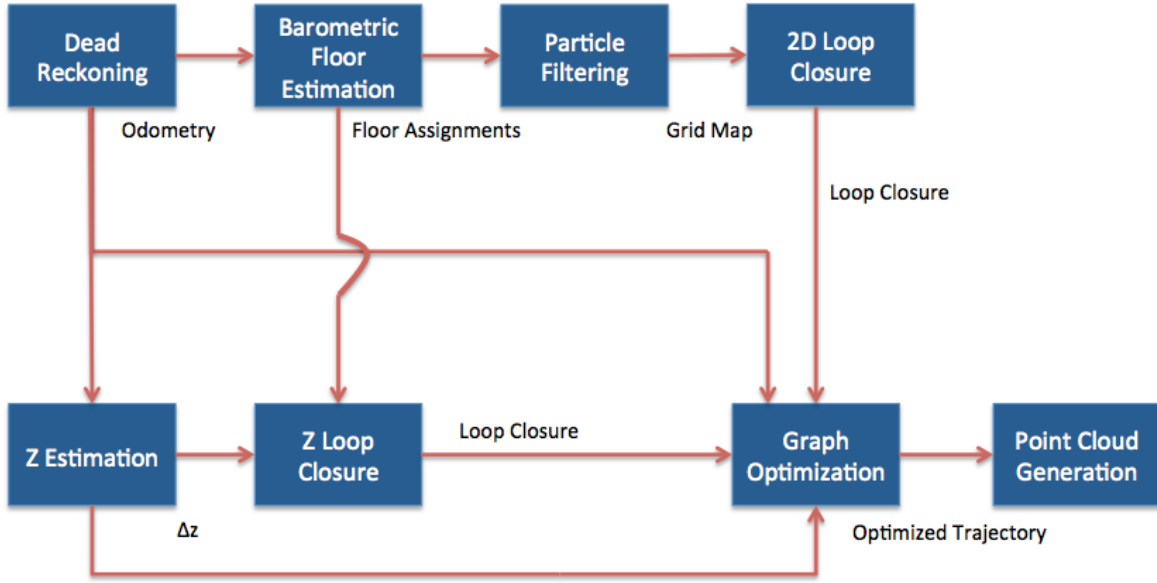 Dead
Reckoning
Barometric
Floor
Estimation
Particle
Filtering
2D Loop
Closure
Odometry
Floor Assignments
Grid Map
Loop Closure
Z Estimation
Z Loop
Closure
Loop Closure
Graph
Optimization
Point Cloud
Generation
Δz
Optimized Trajectory